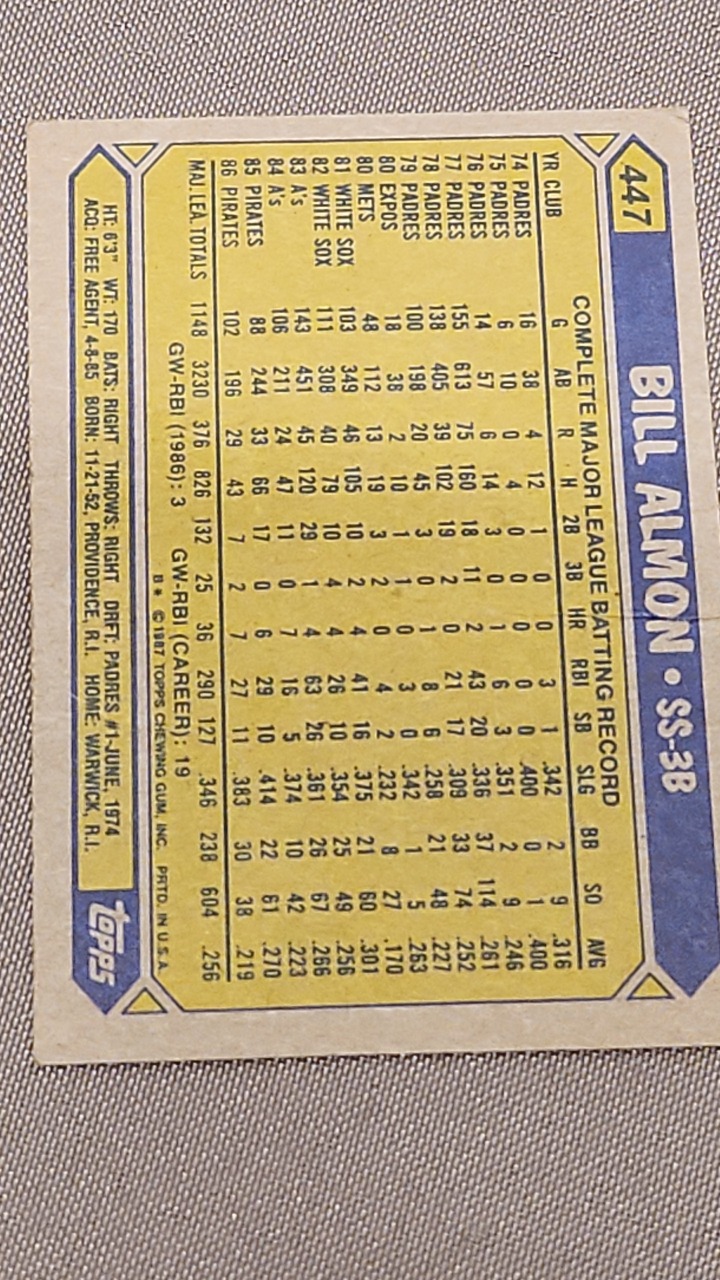 447
BILL ALMON • SS-3B
COMPLETE MAJOR LEAGUE BATTING RECORD
YR CLUB G AB R H 2B 3B HR RBI SB SLG BB SO AVG
74 PADRES 16 38 4 12 1 0 0 3 1 .342 2 9 .316
75 PADRES 6 10 0 4 0 0 0 0 0 .400 0 1 .400
76 PADRES 14 57 6 14 3 0 1 6 3 .351 2 9 .246
77 PADRES 155 613 75 160 18 11 2 43 20 .336 37 114 .261
78 PADRES 138 405 39 102 19 2 0 21 17 .309 33 74 .252
79 PADRES 100 198 20 45 3 0 1 8 6 .258 21 48 .227
80 EXPOS 18 38 2 10 1 1 0 3 0 .342 1 5 .263
80 METS 48 112 13 19 3 2 0 4 2 .232 8 27 .170
81 WHITE SOX 103 349 46 105 10 2 4 41 16 .375 21 60 .301
82 WHITE SOX 111 308 40 79 10 4 4 26 10 .354 25 49 .256
83 A's 143 451 45 120 29 1 4 63 26 .361 26 67 .266
84 A's 106 211 24 47 11 0 7 16 5 .374 10 42 .223
85 PIRATES 88 244 33 66 17 0 6 29 10 .414 22 61 .270
86 PIRATES 102 196 29 43 7 2 7 27 11 .383 30 38 .219
MAJ. LEA. TOTALS 1148 3230 376 826 132 25 36 290 127 .346 238 604 .256
GW-RBI (1986): 3 GW-RBI (CAREER): 19
B* © 1987 TOPPS CHEWING GUM, INC. PRTD. IN U.S.A.
HT: 6'3" WT: 170 BATS: RIGHT THROWS: RIGHT DRFT: PADRES #1-JUNE, 1974
ACQ: FREE AGENT, 4-8-85 BORN: 11-21-52, PROVIDENCE, R.I. HOME: WARWICK, R.I.
TOPPS